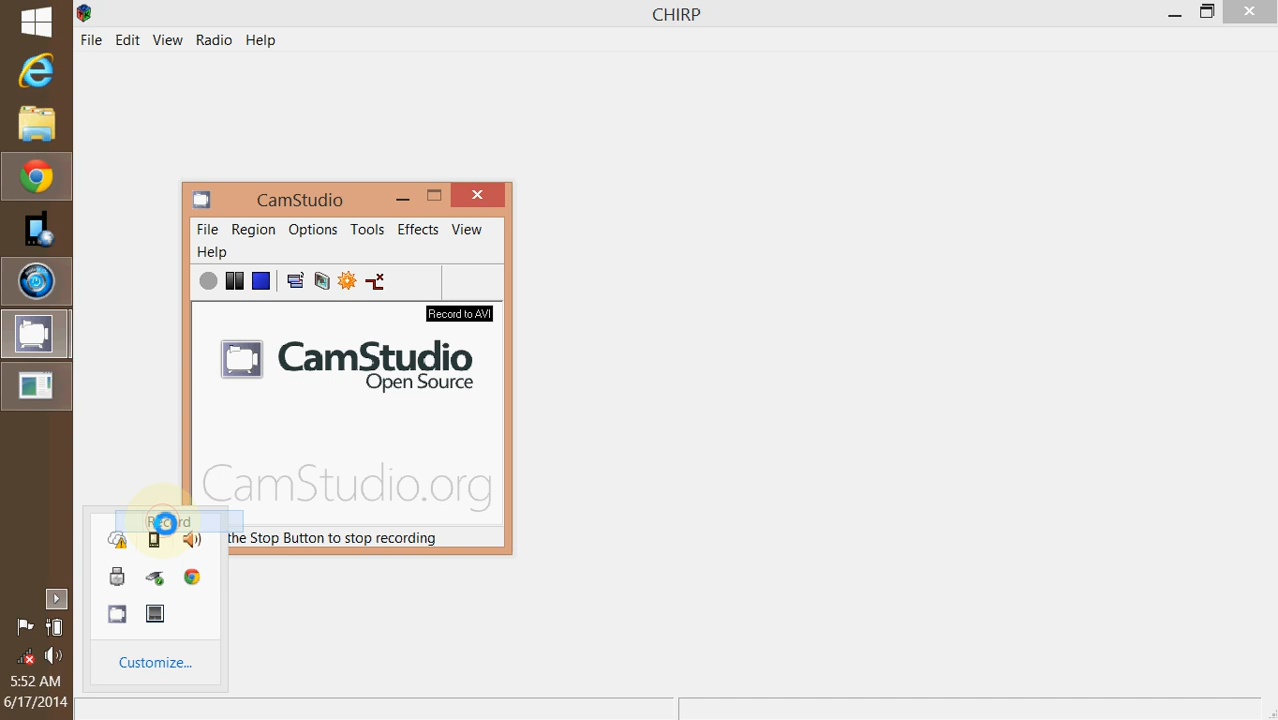 CHIRP
File Edit View Radio Help
CamStudio
File Region Options Tools Effects View
Help
Record to AVI
CamStudio
Open Source
CamStudio.org
Record
the Stop Button to stop recording
Customize...
5:52 AM
6/17/2014